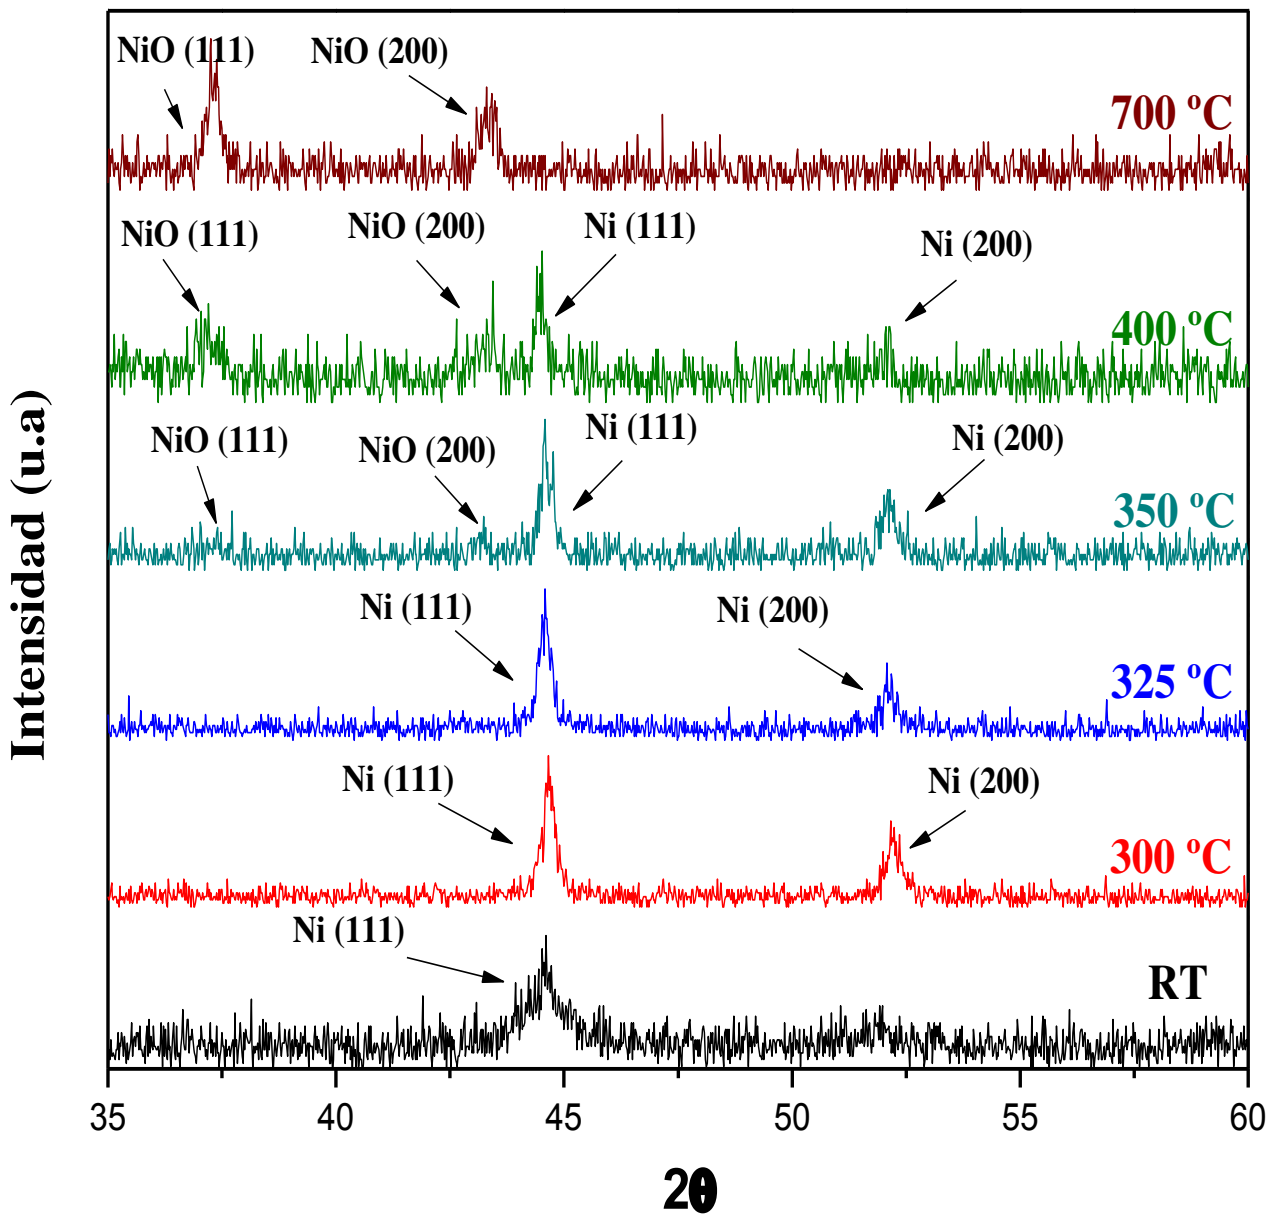 NiO (111)
NiO (200)
700 ºC
NiO (111)
NiO (200)
Ni (111)
Ni (200)
400 ºC
NiO (111)
NiO (200)
Ni (111)
Ni (200)
350 ºC
Ni (111)
Ni (200)
325 ºC
Ni (111)
Ni (200)
300 ºC
Ni (111)
RT
Intensidad (u.a)
35 40 45 50 55 60
2θ